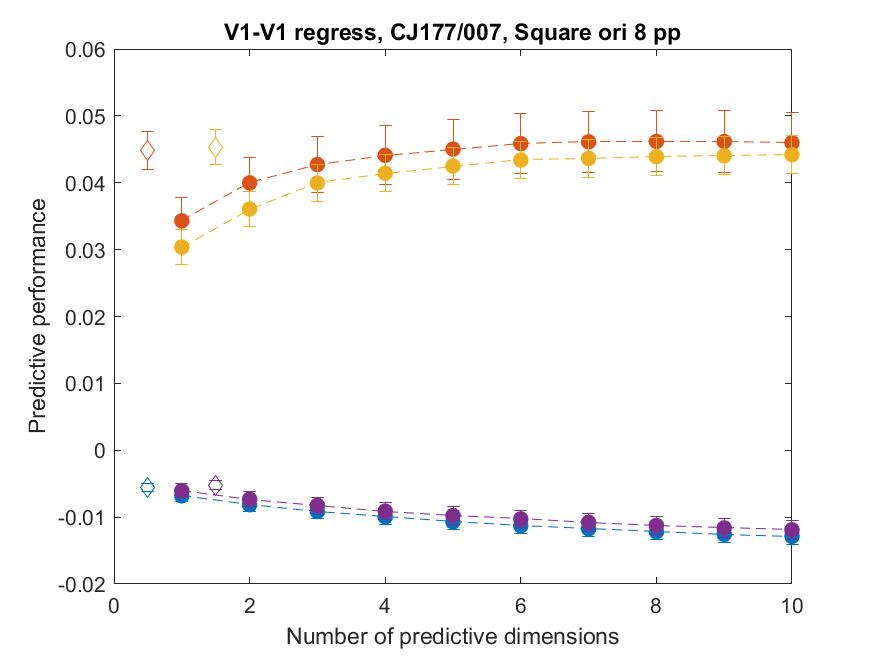 V1-V1 regress, CJ177/007, Square ori 8 pp
0.06
0.05
0.04
0.03
0.02
0.01
0
-0.01
-0.02
Predictive performance
0 2 4 6 8 10
Number of predictive dimensions